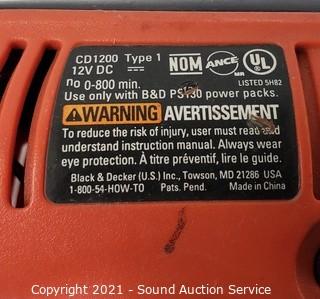 CD1200 Type 1
12V DC ⎓
no 0-800 min.
NOM ANCE MR UL
LISTED 5H82
Use only with B&D PS130 power packs.
⚠WARNING AVERTISSEMENT
To reduce the risk of injury, user must read and
understand instruction manual. Always wear
eye protection. À titre préventif, lire le guide.
Black & Decker (U.S.) Inc., Towson, MD 21286 USA
1-800-54-HOW-TO Pats. Pend. Made in China
Copyright 2021 - Sound Auction Service